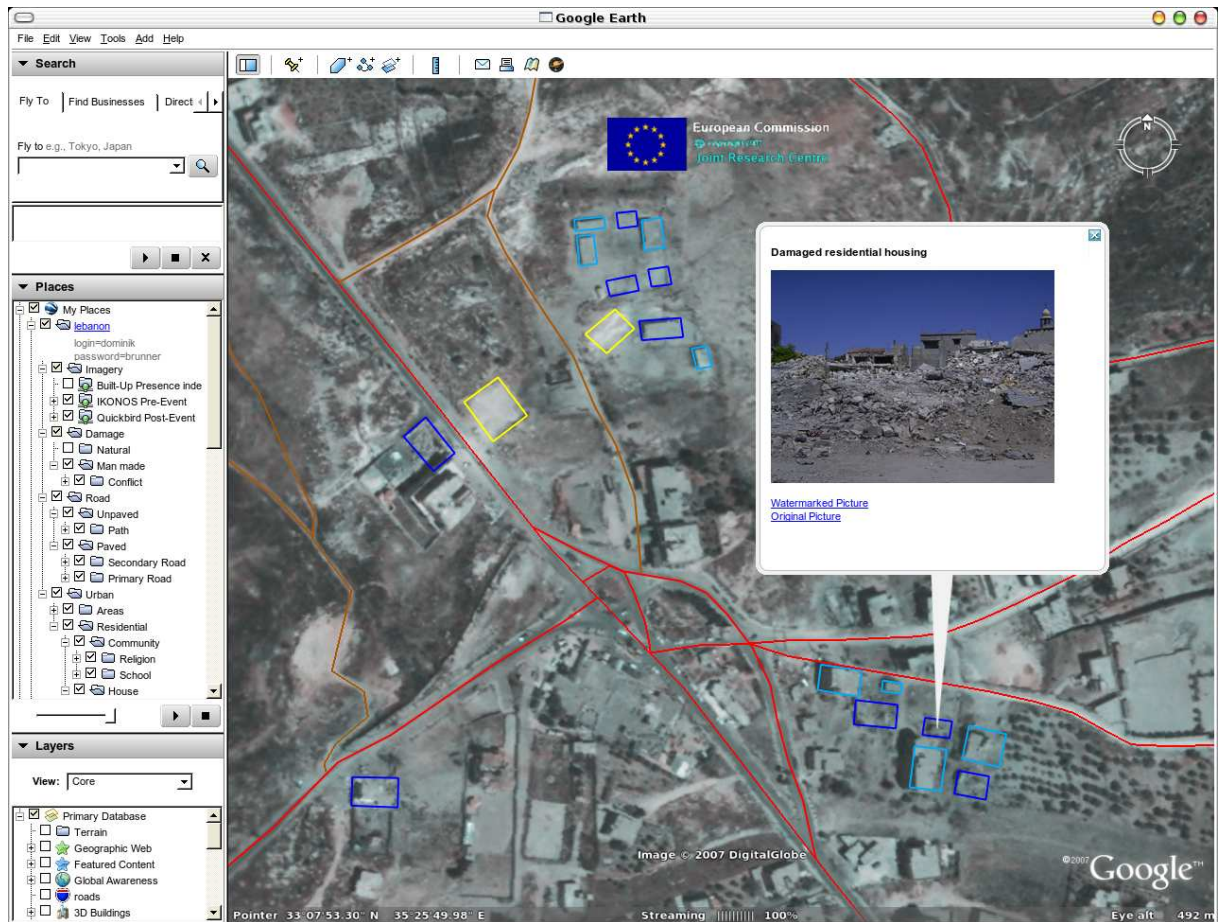 Google Earth
File Edit View Tools Add Help
Search
Fly To Find Businesses Direct
Fly to e.g., Tokyo, Japan
Places
My Places
lebanon
login=dominik
password=brunner
Imagery
Built-Up Presence inde
IKONOS Pre-Event
Quickbird Post-Event
Damage
Natural
Man made
Conflict
Road
Unpaved
Path
Paved
Secondary Road
Primary Road
Urban
Areas
Residential
Community
Religion
School
House
Layers
View: Core
Primary Database
Terrain
Geographic Web
Featured Content
Global Awareness
roads
3D Buildings
European Commission
Joint Research Centre
N
Damaged residential housing
Watermarked Picture
Original Picture
Image © 2007 DigitalGlobe
©2007 Google™
Pointer 33 07'53.30" N 35 25'49.98" E Streaming 100% Eye alt 492 m